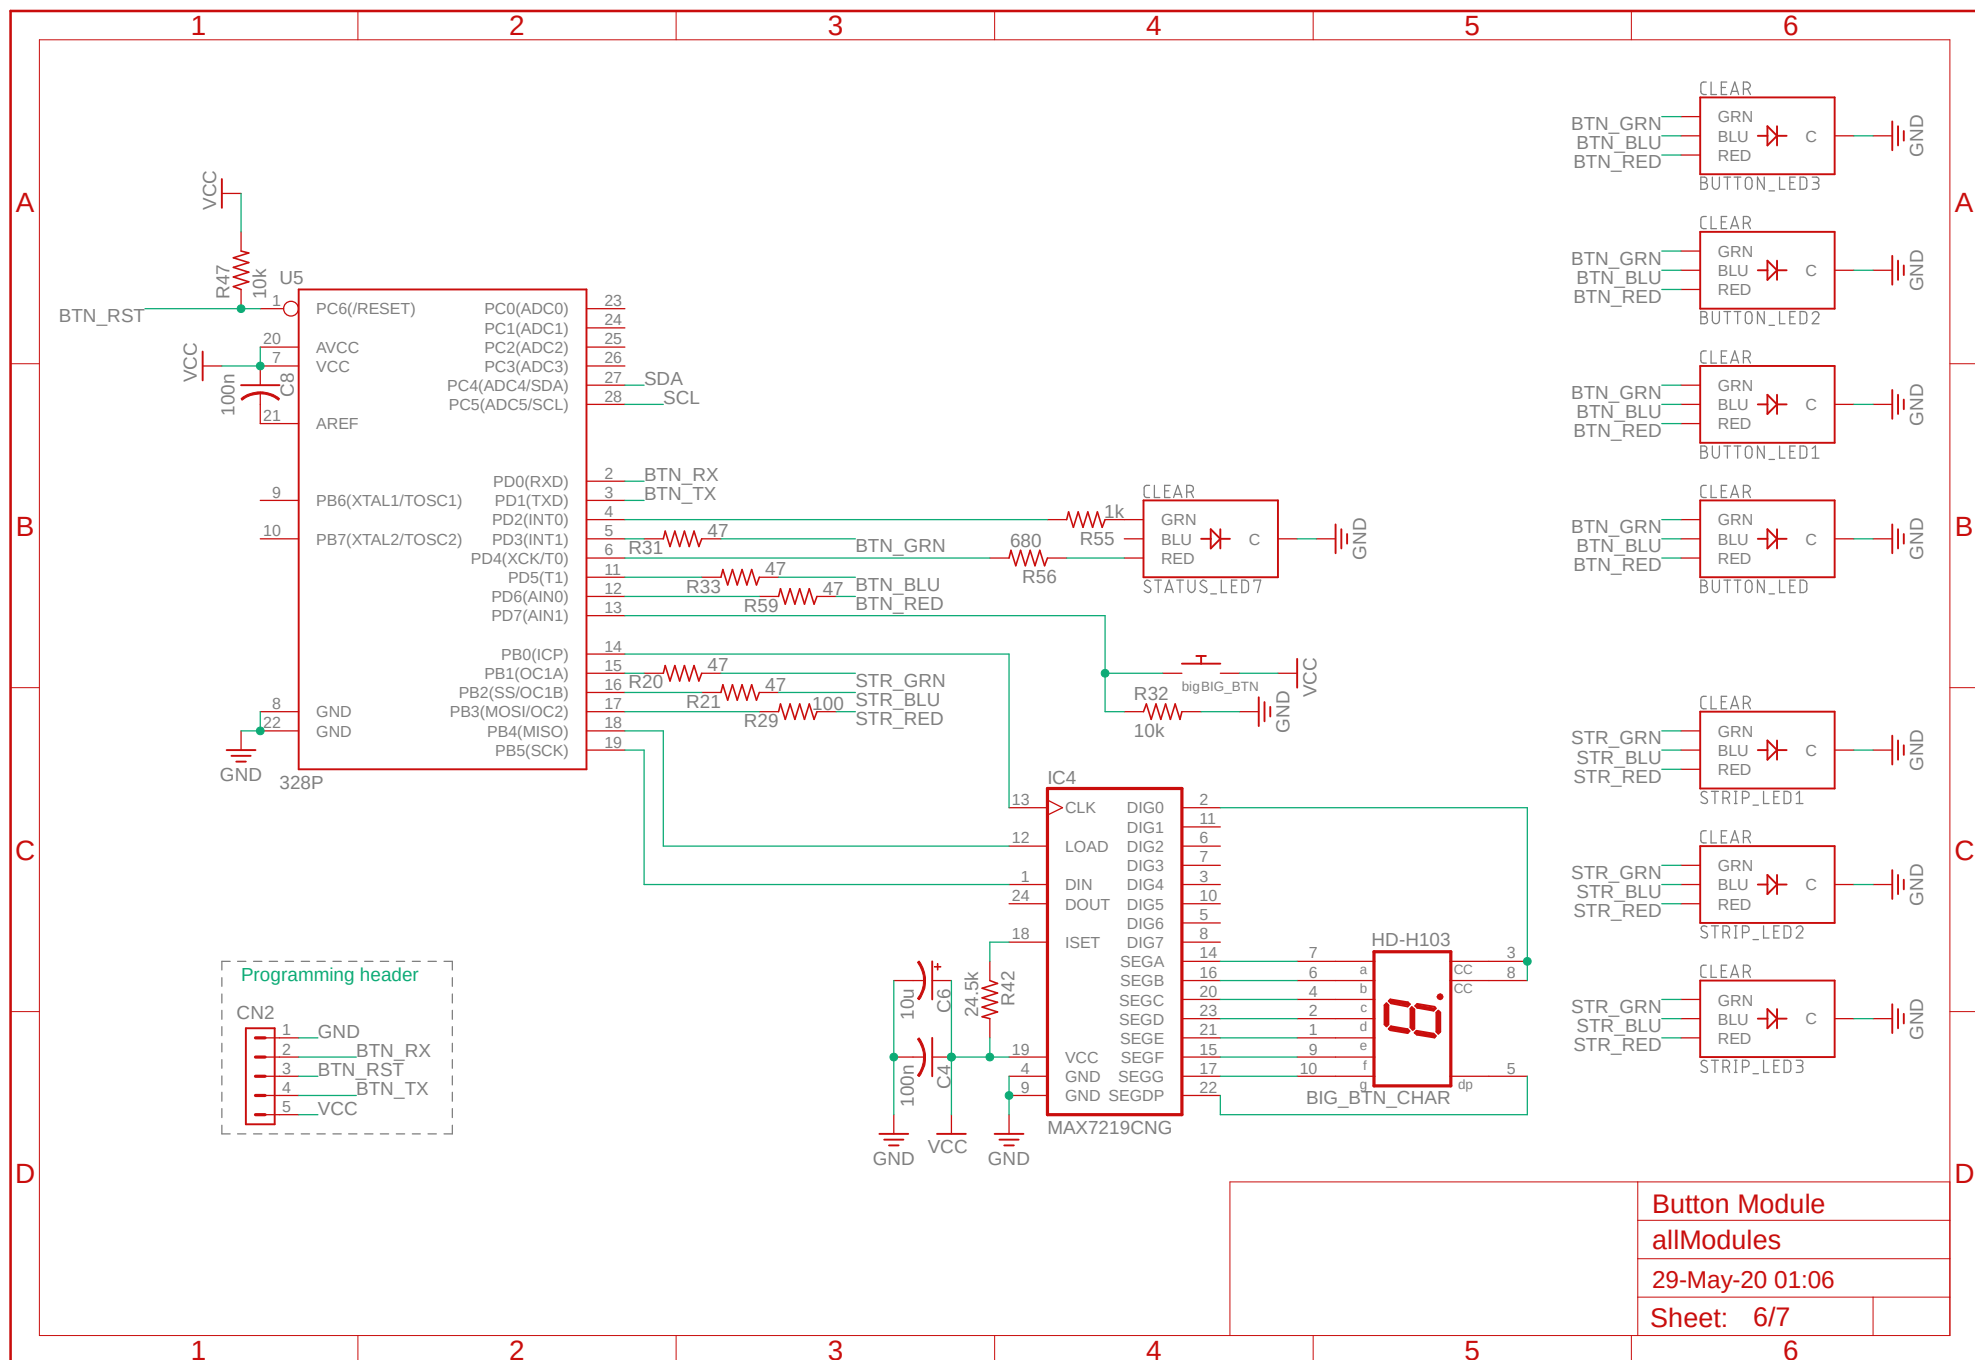 1 2 3 4 5 6
A A
B B
C C
D D
1 2 3 4 5 6
VCC
R47
10k
U5
BTN_RST
1 PC6(/RESET)
20 AVCC
VCC
7 VCC
100n
C8
21 AREF
9 PB6(XTAL1/TOSC1)
10 PB7(XTAL2/TOSC2)
8 GND
22 GND
GND
328P
PC0(ADC0) 23
PC1(ADC1) 24
PC2(ADC2) 25
PC3(ADC3) 26
PC4(ADC4/SDA) 27 SDA
PC5(ADC5/SCL) 28 SCL
PD0(RXD) 2 BTN_RX
PD1(TXD) 3 BTN_TX
PD2(INT0) 4
PD3(INT1) 5 R31 47 BTN_GRN
PD4(XCK/T0) 6
PD5(T1) 11 R33 47 BTN_BLU
PD6(AIN0) 12 R59 47 BTN_RED
PD7(AIN1) 13
PB0(ICP) 14
PB1(OC1A) 15 R20 47 STR_GRN
PB2(SS/OC1B) 16 R21 47 STR_BLU
PB3(MOSI/OC2) 17 R29 100 STR_RED
PB4(MISO) 18
PB5(SCK) 19
1k
R55
680
R56
CLEAR
GRN
BLU C
RED
GND
STATUS_LED7
bigBIG_BTN
VCC
R32
10k
GND
IC4
13 CLK
12 LOAD
1 DIN
24 DOUT
18 ISET
19 VCC
4 GND
9 GND
DIG0 2
DIG1 11
DIG2 6
DIG3 7
DIG4 3
DIG5 10
DIG6 5
DIG7 8
SEGA 14
SEGB 16
SEGC 20
SEGD 23
SEGE 21
SEGF 15
SEGG 17
SEGDP 22
MAX7219CNG
10u
C6
24.5k
R42
100n
C4
GND
VCC
GND
HD-H103
7 a
6 b
4 c
2 d
1 e
9 f
10 g
CC 3
CC 8
dp 5
BIG_BTN_CHAR
Programming header
CN2
1 GND
2 BTN_RX
3 BTN_RST
4 BTN_TX
5 VCC
CLEAR
BTN_GRN GRN
BTN_BLU BLU C GND
BTN_RED RED
BUTTON_LED3
CLEAR
BTN_GRN GRN
BTN_BLU BLU C GND
BTN_RED RED
BUTTON_LED2
CLEAR
BTN_GRN GRN
BTN_BLU BLU C GND
BTN_RED RED
BUTTON_LED1
CLEAR
BTN_GRN GRN
BTN_BLU BLU C GND
BTN_RED RED
BUTTON_LED
CLEAR
STR_GRN GRN
STR_BLU BLU C GND
STR_RED RED
STRIP_LED1
CLEAR
STR_GRN GRN
STR_BLU BLU C GND
STR_RED RED
STRIP_LED2
CLEAR
STR_GRN GRN
STR_BLU BLU C GND
STR_RED RED
STRIP_LED3
Button Module
allModules
29-May-20 01:06
Sheet: 6/7